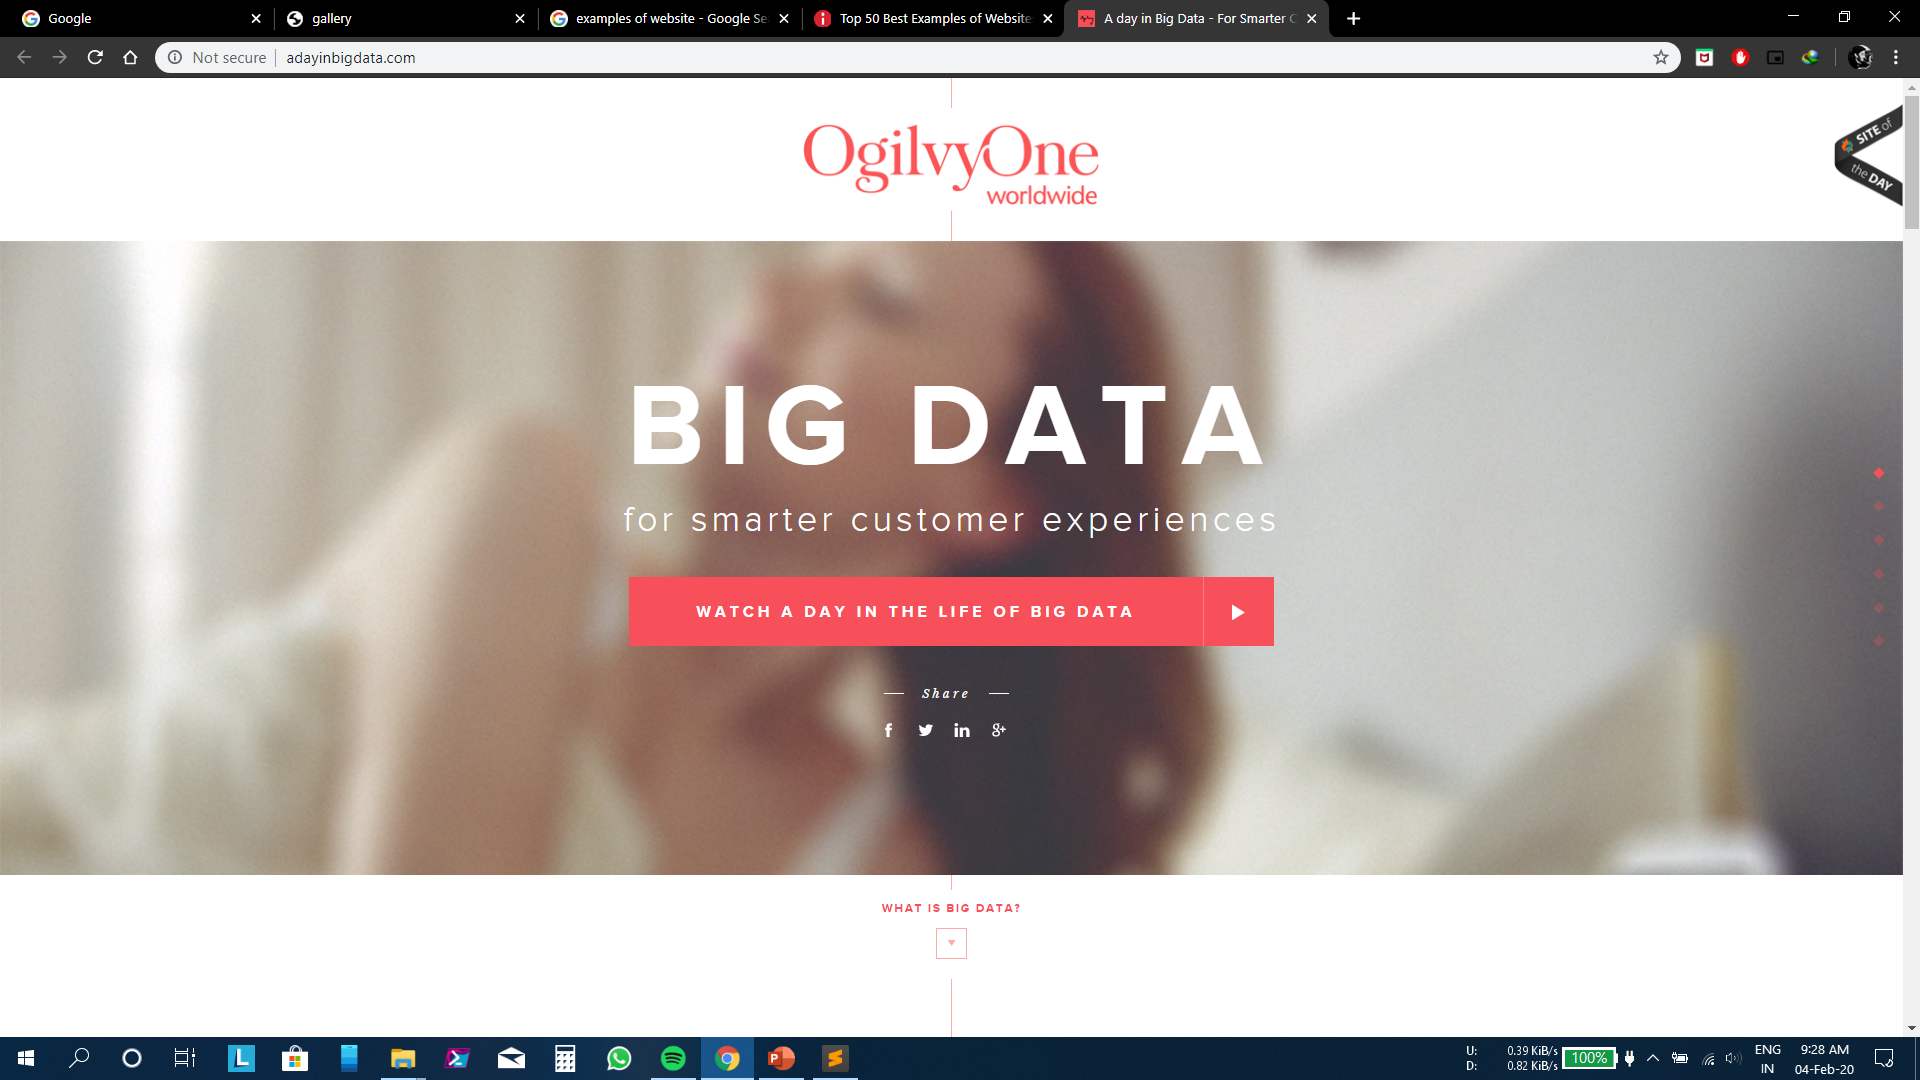 Google
gallery
examples of website - Google Se
Top 50 Best Examples of Website
A day in Big Data - For Smarter C
Not secure
adayinbigdata.com
OgilvyOne
worldwide
SITE of
the DAY
BIG DATA
for smarter customer experiences
WATCH A DAY IN THE LIFE OF BIG DATA
Share
f
in
g+
WHAT IS BIG DATA?
L
P
S
U: 0.39 KiB/s
D: 0.82 KiB/s
100%
ENG
IN
9:28 AM
04-Feb-20